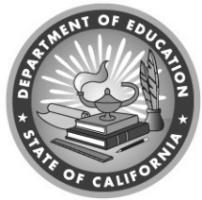 DEPARTMENT OF EDUCATION
STATE OF CALIFORNIA